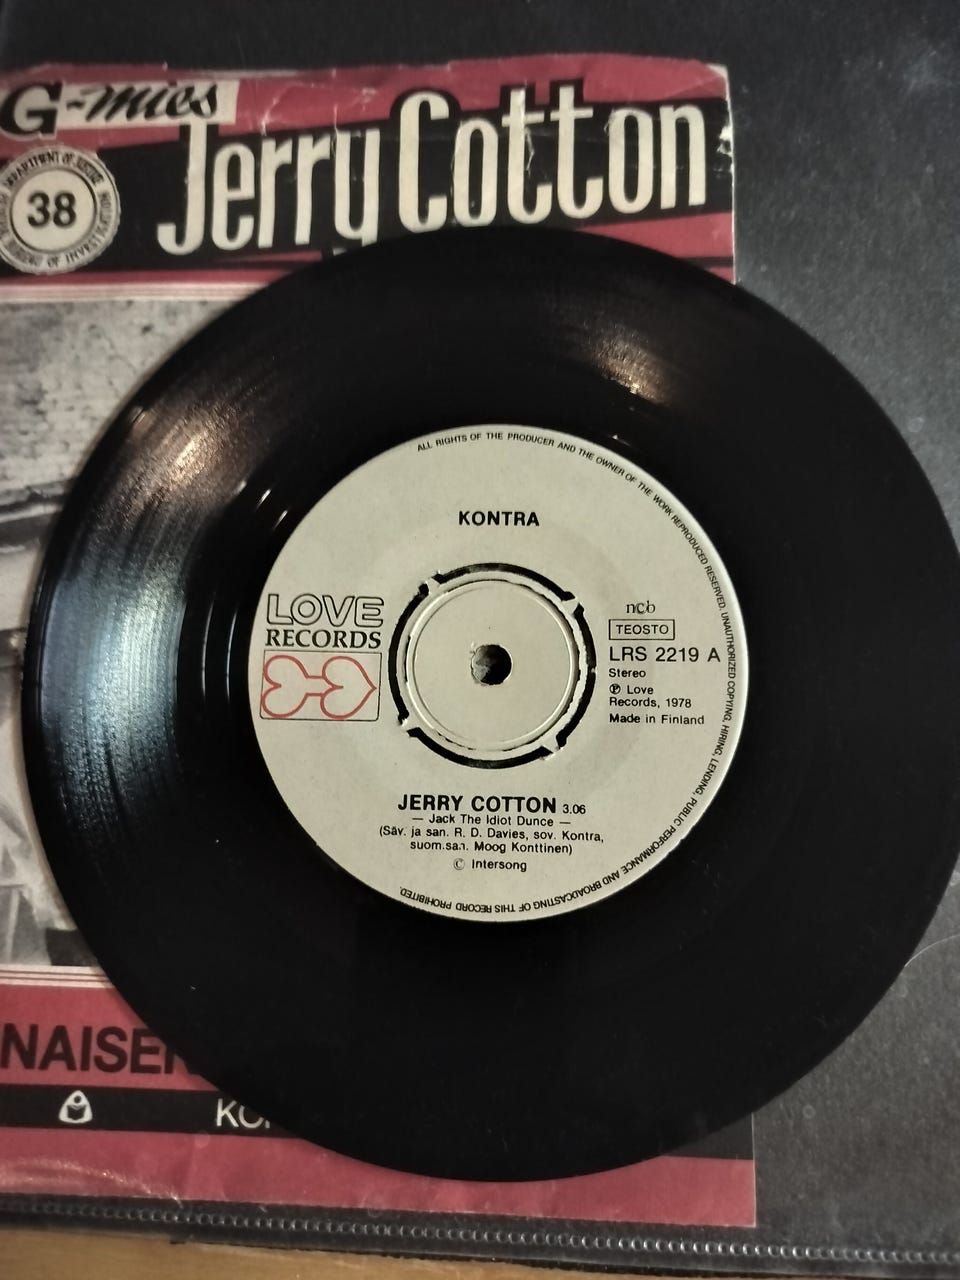 G-mies
Jerry Cotton
DEPARTMENT OF JUSTICE
BUREAU OF INVESTIGATION
38
ALL RIGHTS OF THE PRODUCER AND THE OWNER OF THE WORK REPRODUCED RESERVED. UNAUTHORIZED COPYING, HIRING, LENDING, PUBLIC PERFORMANCE AND BROADCASTING OF THIS RECORD PROHIBITED.
KONTRA
LOVE
RECORDS
ncb
TEOSTO
LRS 2219 A
Stereo
Ⓟ Love
Records, 1978
Made in Finland
JERRY COTTON 3.06
— Jack The Idiot Dunce —
(Säv. ja san. R. D. Davies, sov. Kontra,
suom.san. Moog Konttinen)
© Intersong
NAISEN